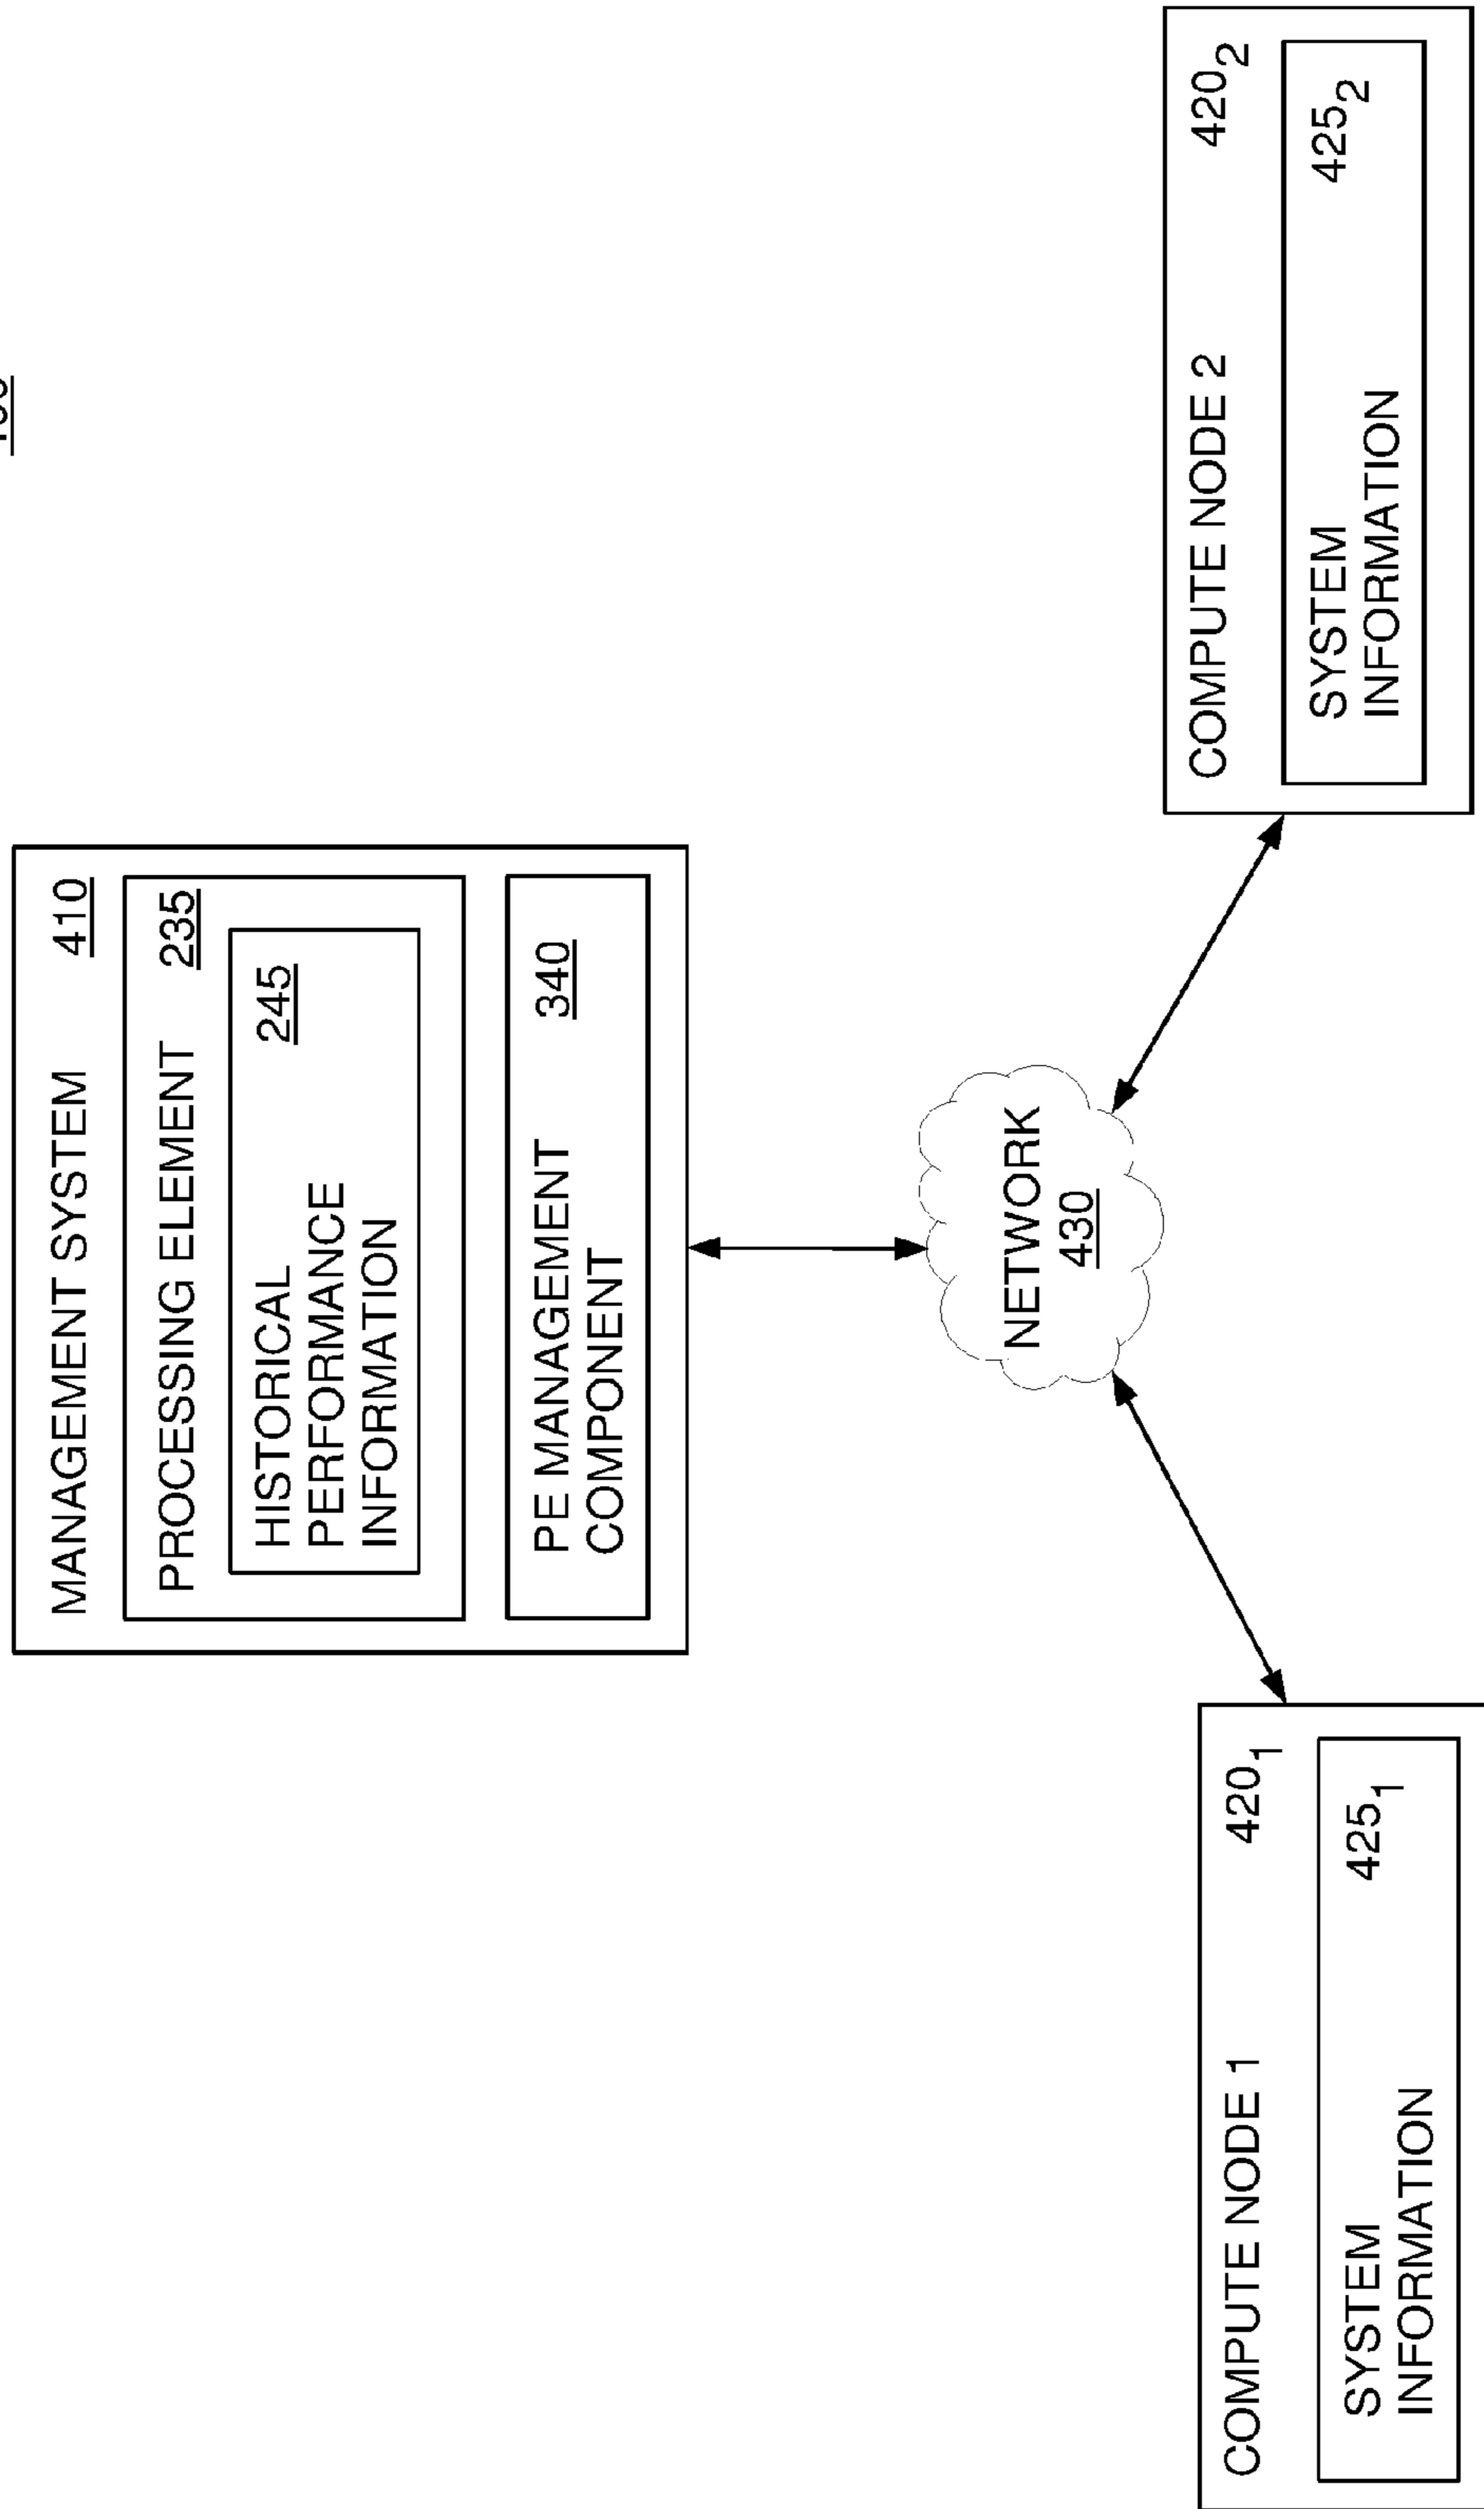 MANAGEMENT SYSTEM 410
PROCESSING ELEMENT 235
HISTORICAL 245
PERFORMANCE
INFORMATION
PE MANAGEMENT 340
COMPONENT
NETWORK
430
COMPUTE NODE 1 420₁
SYSTEM 425₁
INFORMATION
COMPUTE NODE 2 420₂
SYSTEM 425₂
INFORMATION